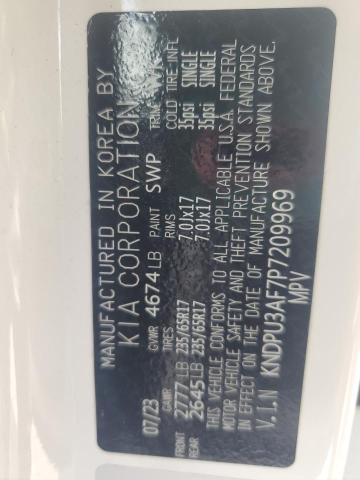 MANUFACTURED IN KOREA BY
KIA CORPORATION
07/23 GVWR 4674LB PAINT SWP TRIM
GAWR TIRES RIMS COLD TIRE INFL
FRONT 2277LB 235/65R17 7.0Jx17 35psi SINGLE
REAR 2645LB 235/65R17 7.0Jx17 35psi SINGLE
THIS VEHICLE CONFORMS TO ALL APPLICABLE U.S.A. FEDERAL
MOTOR VEHICLE SAFETY AND THEFT PREVENTION STANDARDS
IN EFFECT ON THE DATE OF MANUFACTURE SHOWN ABOVE.
V.I.N KNDPU3AF7P7209969
MPV